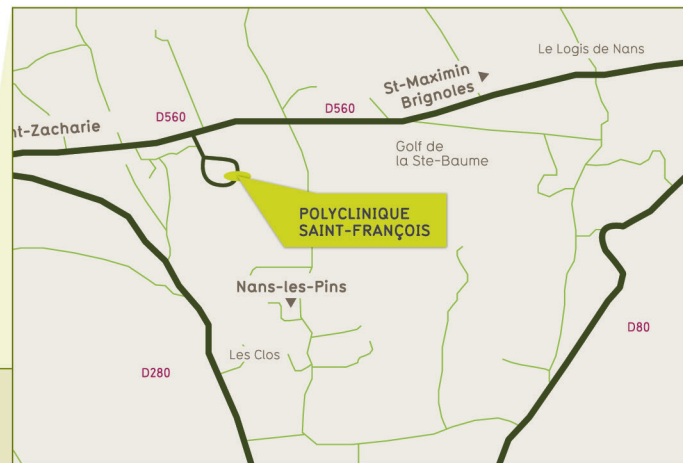 Le Logis de Nans
St-Maximin
Brignoles
D560
D560
nt-Zacharie
Golf de
la Ste-Baume
POLYCLINIQUE
SAINT-FRANÇOIS
Nans-les-Pins
D80
Les Clos
D280